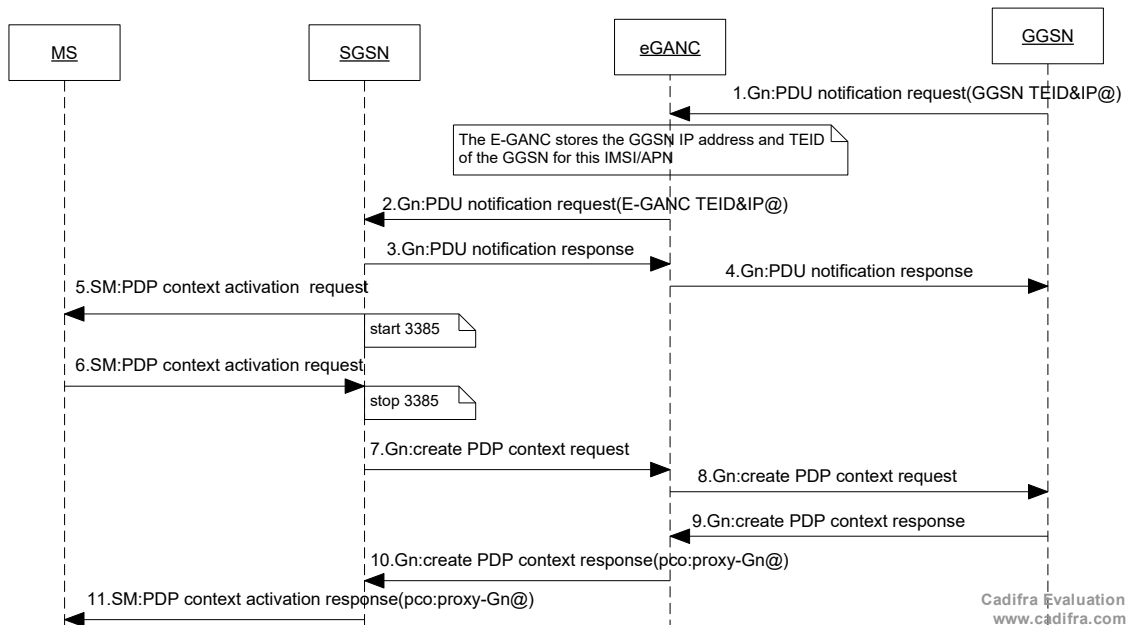 MS
SGSN
eGANC
GGSN
1.Gn:PDU notification request(GGSN TEID&IP@)
The E-GANC stores the GGSN IP address and TEID
of the GGSN for this IMSI/APN
2.Gn:PDU notification request(E-GANC TEID&IP@)
3.Gn:PDU notification response
4.Gn:PDU notification response
5.SM:PDP context activation  request
start 3385
6.SM:PDP context activation request
stop 3385
7.Gn:create PDP context request
8.Gn:create PDP context request
9.Gn:create PDP context response
10.Gn:create PDP context response(pco:proxy-Gn@)
11.SM:PDP context activation response(pco:proxy-Gn@)
Cadifra Evaluation
www.cadifra.com